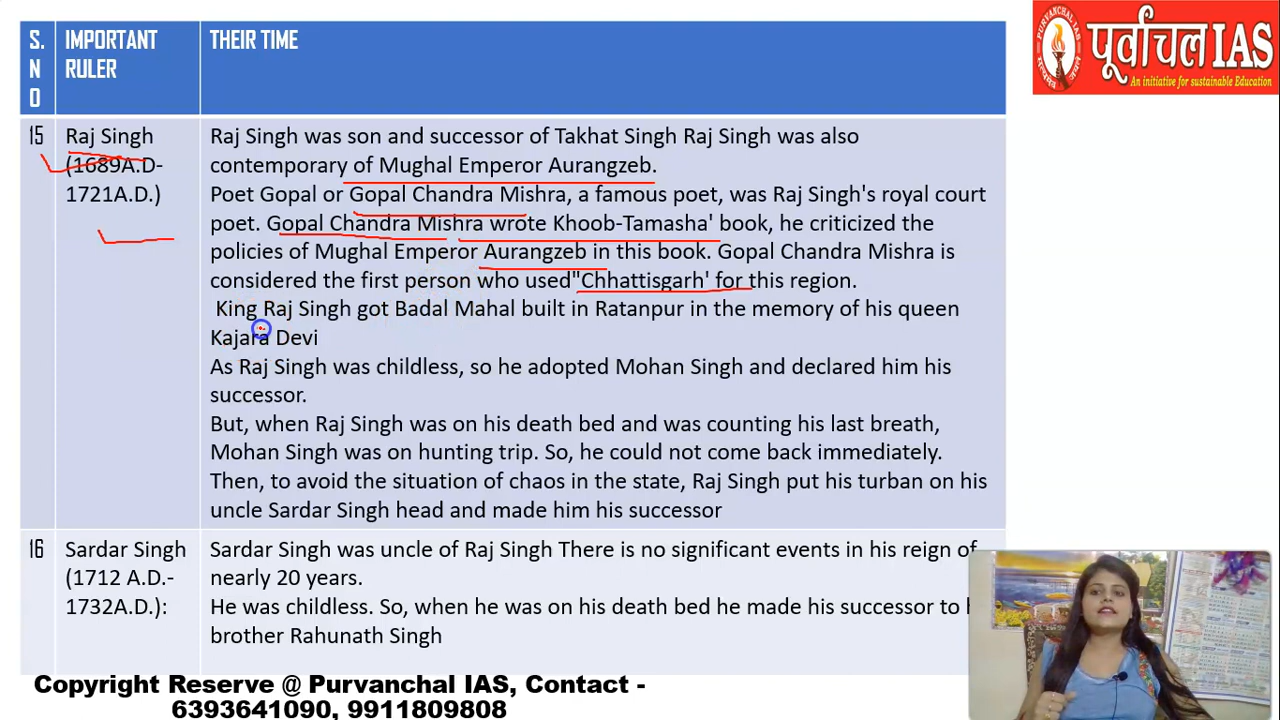 S.
N
O
IMPORTANT
RULER
THEIR TIME
15
Raj Singh
(1689A.D-
1721A.D.)
Raj Singh was son and successor of Takhat Singh Raj Singh was also
contemporary of Mughal Emperor Aurangzeb.
Poet Gopal or Gopal Chandra Mishra, a famous poet, was Raj Singh's royal court
poet. Gopal Chandra Mishra wrote Khoob-Tamasha' book, he criticized the
policies of Mughal Emperor Aurangzeb in this book. Gopal Chandra Mishra is
considered the first person who used"Chhattisgarh' for this region.
King Raj Singh got Badal Mahal built in Ratanpur in the memory of his queen
Kajara Devi
As Raj Singh was childless, so he adopted Mohan Singh and declared him his
successor.
But, when Raj Singh was on his death bed and was counting his last breath,
Mohan Singh was on hunting trip. So, he could not come back immediately.
Then, to avoid the situation of chaos in the state, Raj Singh put his turban on his
uncle Sardar Singh head and made him his successor
16
Sardar Singh
(1712 A.D.-
1732A.D.):
Sardar Singh was uncle of Raj Singh There is no significant events in his reign of
nearly 20 years.
He was childless. So, when he was on his death bed he made his successor to
brother Rahunath Singh
Copyright Reserve @ Purvanchal IAS, Contact -
6393641090, 9911809808
PURVANCHAL IAS
पूर्वांचल IAS
An initiative for sustainable Education